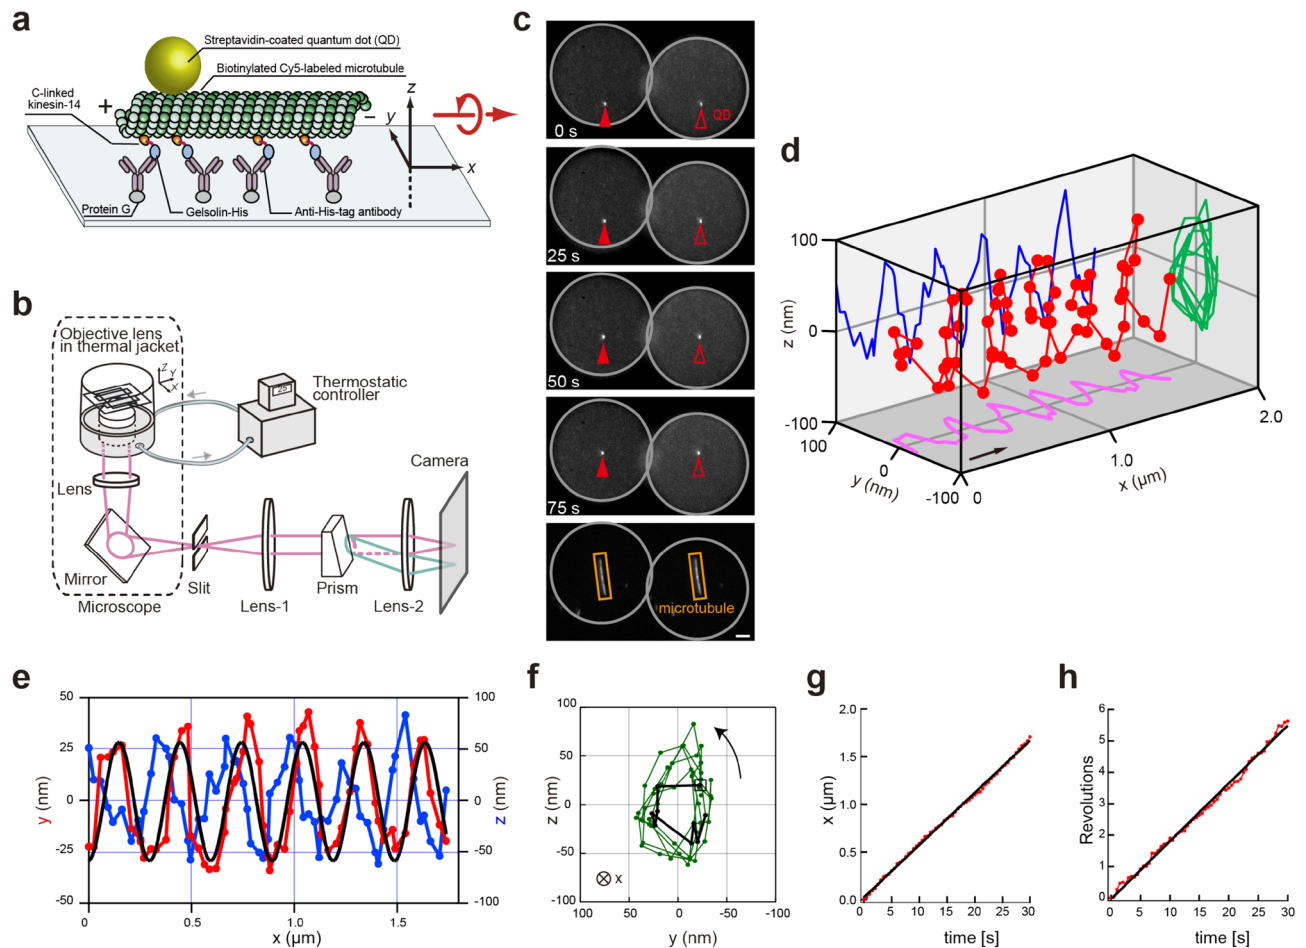 a
Streptavidin-coated quantum dot (QD)
Biotinylated Cy5-labeled microtubule
C-linked
kinesin-14
+
−
z
y
x
Protein G
Gelsolin-His
Anti-His-tag antibody
b
Objective lens
in thermal jacket
Z
Y
X
25
Thermostatic
controller
Camera
Lens
Mirror
Slit
Lens-1
Prism
Lens-2
Microscope
c
QD
0 s
25 s
50 s
75 s
microtubule
d
z (nm)
100
0
-100
100
0
-100
y (nm)
0
1.0
2.0
x (µm)
e
y (nm)
50
25
0
-25
-50
z (nm)
100
50
0
-50
-100
0
0.5
1.0
1.5
x (µm)
f
z (nm)
100
50
0
-50
-100
x
100
50
0
-50
-100
y (nm)
g
x (µm)
2.0
1.5
1.0
0.5
0.0
0
10
20
30
time [s]
h
Revolutions
6
5
4
3
2
1
0
0
5
10
15
20
25
30
time [s]